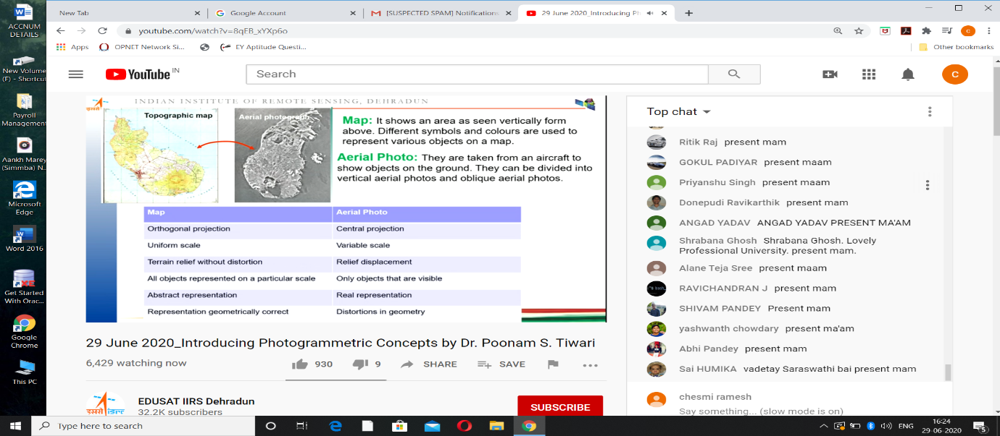 New Tab
Google Account
[SUSPECTED SPAM] Notification
29 June 2020_Introducing Ph
youtube.com/watch?v=8qEB_xYXp6o
Apps
OPNET Network Si...
EY Aptitude Questi...
Other bookmarks
ACCNUM
DETAILS
New Volume
(F) - Shortcut
Payroll
Management
Aankh Marey
(Simmba) N...
Microsoft
Edge
Word 2016
Get Started
With Orac...
Google
Chrome
This PC
YouTube IN
Search
C
INDIAN INSTITUTE OF REMOTE SENSING, DEHRADUN
इसरो
Topographic map
Aerial photograph
Map: It shows an area as seen vertically form
above. Different symbols and colours are used to
represent various objects on a map.
Aerial Photo: They are taken from an aircraft to
show objects on the ground. They can be divided into
vertical aerial photos and oblique aerial photos.
Map Aerial Photo
Orthogonal projection Central projection
Uniform scale Variable scale
Terrain relief without distortion Relief displacement
All objects represented on a particular scale Only objects that are visible
Abstract representation Real representation
Representation geometrically correct Distortions in geometry
29 June 2020_Introducing Photogrammetric Concepts by Dr. Poonam S. Tiwari
6,429 watching now
930
9
SHARE
SAVE
EDUSAT IIRS Dehradun
32.2K subscribers
SUBSCRIBE
Top chat
Ritik Raj present mam
GOKUL PADIYAR present maam
Priyanshu Singh present maam
Donepudi Ravikarthik present mam
ANGAD YADAV ANGAD YADAV PRESENT MA'AM
Shrabana Ghosh Shrabana Ghosh. Lovely
Professional University. present mam.
Alane Teja Sree present maam
RAVICHANDRAN J present mam
SHIVAM PANDEY Present mam
yashwanth chowdary present ma'am
Abhi Pandey present mam
Sai HUMIKA vadetay Saraswathi bai present mam
chesmi ramesh
Say something... (slow mode is on)
Type here to search
ENG
16:24
29-06-2020
5